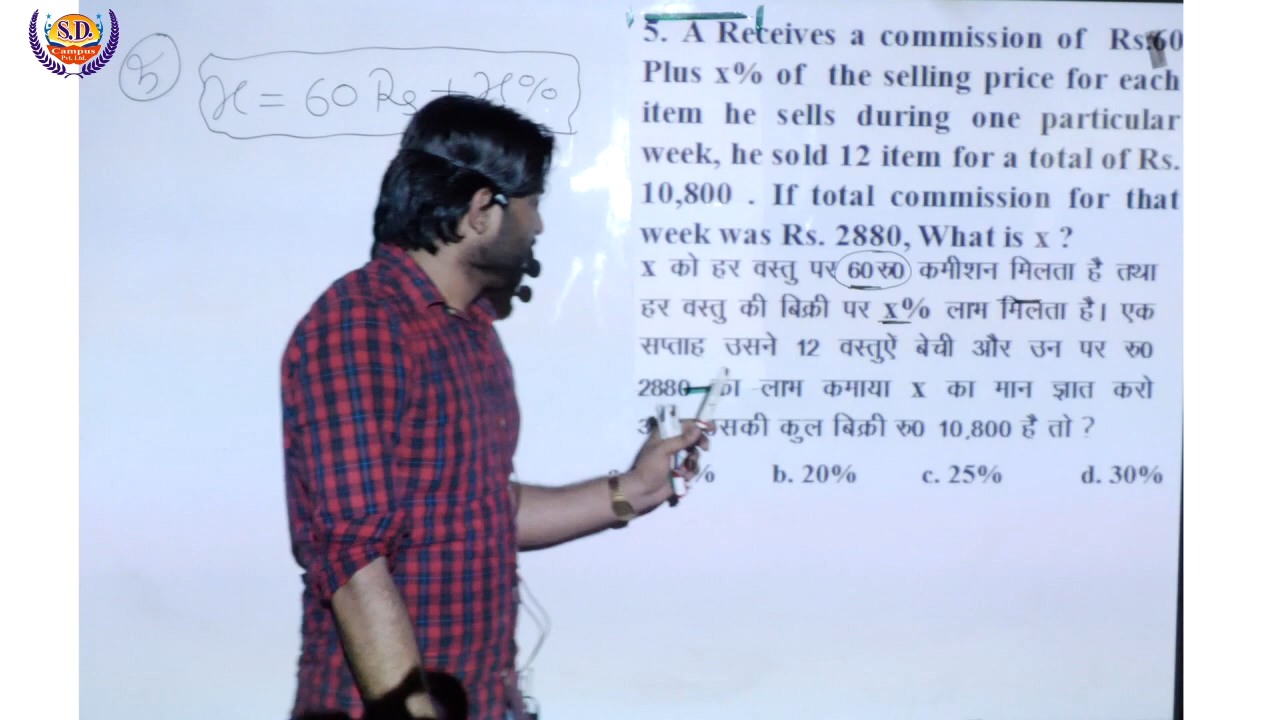 S.D.
Campus
Pvt. Ltd.
5
x = 60 Rs + x%
5. A Receives a commission of Rs.60
Plus x% of the selling price for each
item he sells during one particular
week, he sold 12 item for a total of Rs.
10,800 . If total commission for that
week was Rs. 2880, What is x ?
x को हर वस्तु पर 60 रु0 कमीशन मिलता है तथा
हर वस्तु की बिक्री पर x% लाभ मिलता है। एक
सप्ताह उसने 12 वस्तुऐं बेची और उन पर रु0
2880 का लाभ कमाया x का मान ज्ञात करो
उसकी कुल बिक्री रु0 10,800 है तो ?
b. 20% c. 25% d. 30%